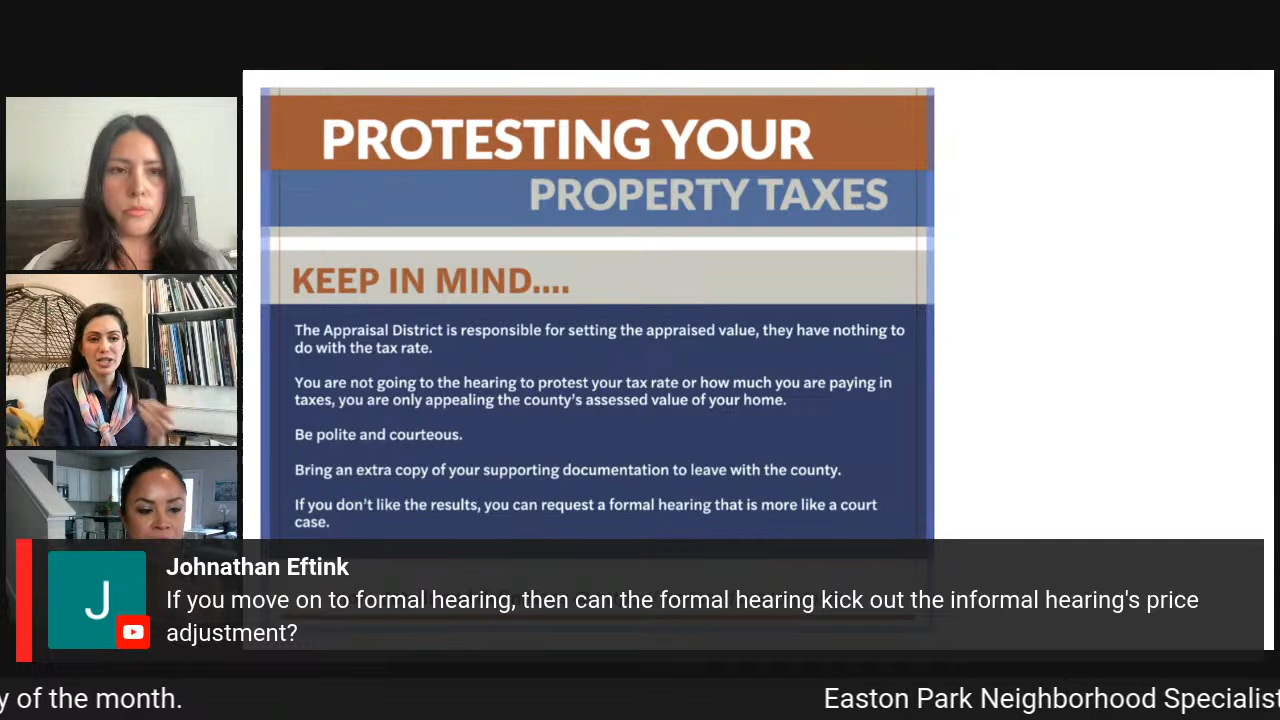 PROTESTING YOUR
PROPERTY TAXES
KEEP IN MIND....
The Appraisal District is responsible for setting the appraised value, they have nothing to
do with the tax rate.
You are not going to the hearing to protest your tax rate or how much you are paying in
taxes, you are only appealing the county's assessed value of your home.
Be polite and courteous.
Bring an extra copy of your supporting documentation to leave with the county.
If you don't like the results, you can request a formal hearing that is more like a court
case.
J
Johnathan Eftink
If you move on to formal hearing, then can the formal hearing kick out the informal hearing's price
adjustment?
y of the month.
Easton Park Neighborhood Specialist